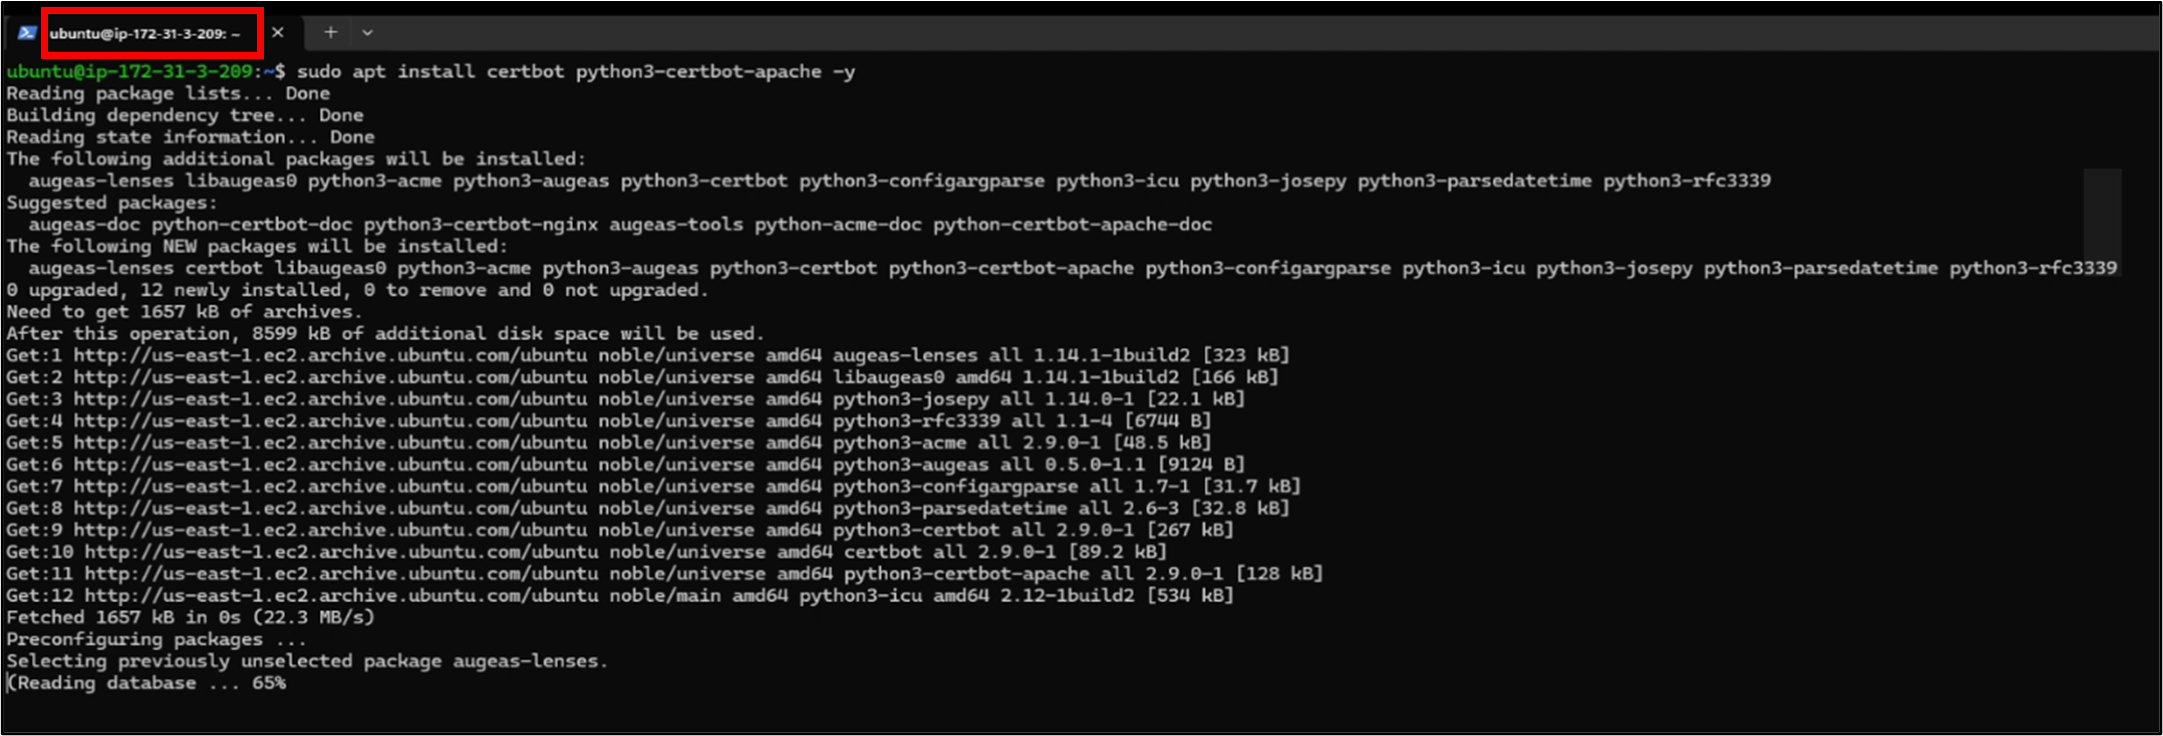 ubuntu@ip-172-31-3-209: ~
ubuntu@ip-172-31-3-209:~$ sudo apt install certbot python3-certbot-apache -y
Reading package lists... Done
Building dependency tree... Done
Reading state information... Done
The following additional packages will be installed:
  augeas-lenses libaugeas0 python3-acme python3-augeas python3-certbot python3-configargparse python3-icu python3-josepy python3-parsedatetime python3-rfc3339
Suggested packages:
  augeas-doc python-certbot-doc python3-certbot-nginx augeas-tools python-acme-doc python-certbot-apache-doc
The following NEW packages will be installed:
  augeas-lenses certbot libaugeas0 python3-acme python3-augeas python3-certbot python3-certbot-apache python3-configargparse python3-icu python3-josepy python3-parsedatetime python3-rfc3339
0 upgraded, 12 newly installed, 0 to remove and 0 not upgraded.
Need to get 1657 kB of archives.
After this operation, 8599 kB of additional disk space will be used.
Get:1 http://us-east-1.ec2.archive.ubuntu.com/ubuntu noble/universe amd64 augeas-lenses all 1.14.1-1build2 [323 kB]
Get:2 http://us-east-1.ec2.archive.ubuntu.com/ubuntu noble/universe amd64 libaugeas0 amd64 1.14.1-1build2 [166 kB]
Get:3 http://us-east-1.ec2.archive.ubuntu.com/ubuntu noble/universe amd64 python3-josepy all 1.14.0-1 [22.1 kB]
Get:4 http://us-east-1.ec2.archive.ubuntu.com/ubuntu noble/universe amd64 python3-rfc3339 all 1.1-4 [6744 B]
Get:5 http://us-east-1.ec2.archive.ubuntu.com/ubuntu noble/universe amd64 python3-acme all 2.9.0-1 [48.5 kB]
Get:6 http://us-east-1.ec2.archive.ubuntu.com/ubuntu noble/universe amd64 python3-augeas all 0.5.0-1.1 [9124 B]
Get:7 http://us-east-1.ec2.archive.ubuntu.com/ubuntu noble/universe amd64 python3-configargparse all 1.7-1 [31.7 kB]
Get:8 http://us-east-1.ec2.archive.ubuntu.com/ubuntu noble/universe amd64 python3-parsedatetime all 2.6-3 [32.8 kB]
Get:9 http://us-east-1.ec2.archive.ubuntu.com/ubuntu noble/universe amd64 python3-certbot all 2.9.0-1 [267 kB]
Get:10 http://us-east-1.ec2.archive.ubuntu.com/ubuntu noble/universe amd64 certbot all 2.9.0-1 [89.2 kB]
Get:11 http://us-east-1.ec2.archive.ubuntu.com/ubuntu noble/universe amd64 python3-certbot-apache all 2.9.0-1 [128 kB]
Get:12 http://us-east-1.ec2.archive.ubuntu.com/ubuntu noble/main amd64 python3-icu amd64 2.12-1build2 [534 kB]
Fetched 1657 kB in 0s (22.3 MB/s)
Preconfiguring packages ...
Selecting previously unselected package augeas-lenses.
(Reading database ... 65%